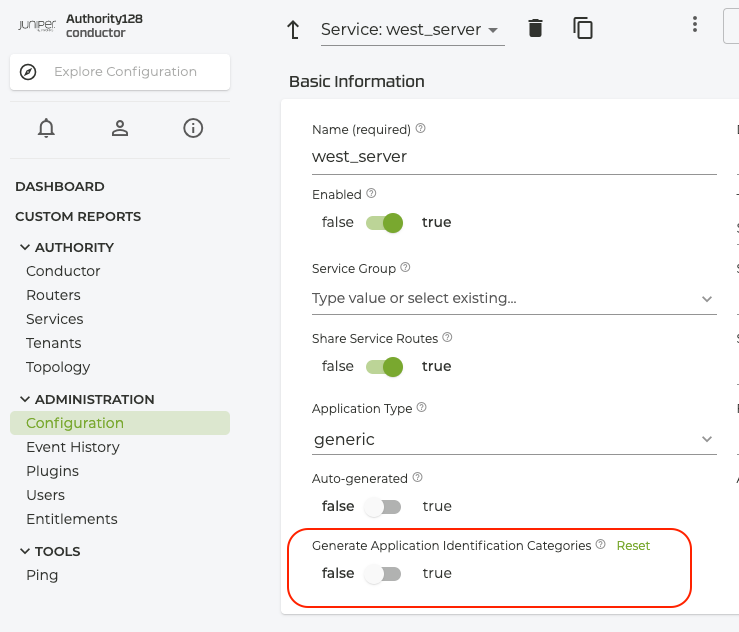 JUNIPER
NETWORKS
Authority128
conductor
Explore Configuration
DASHBOARD
CUSTOM REPORTS
AUTHORITY
Conductor
Routers
Services
Tenants
Topology
ADMINISTRATION
Configuration
Event History
Plugins
Users
Entitlements
TOOLS
Ping
Service: west_server
Basic Information
Name (required)
west_server
Enabled
false true
Service Group
Type value or select existing...
Share Service Routes
false true
Application Type
generic
Auto-generated
false true
Generate Application Identification Categories Reset
false true